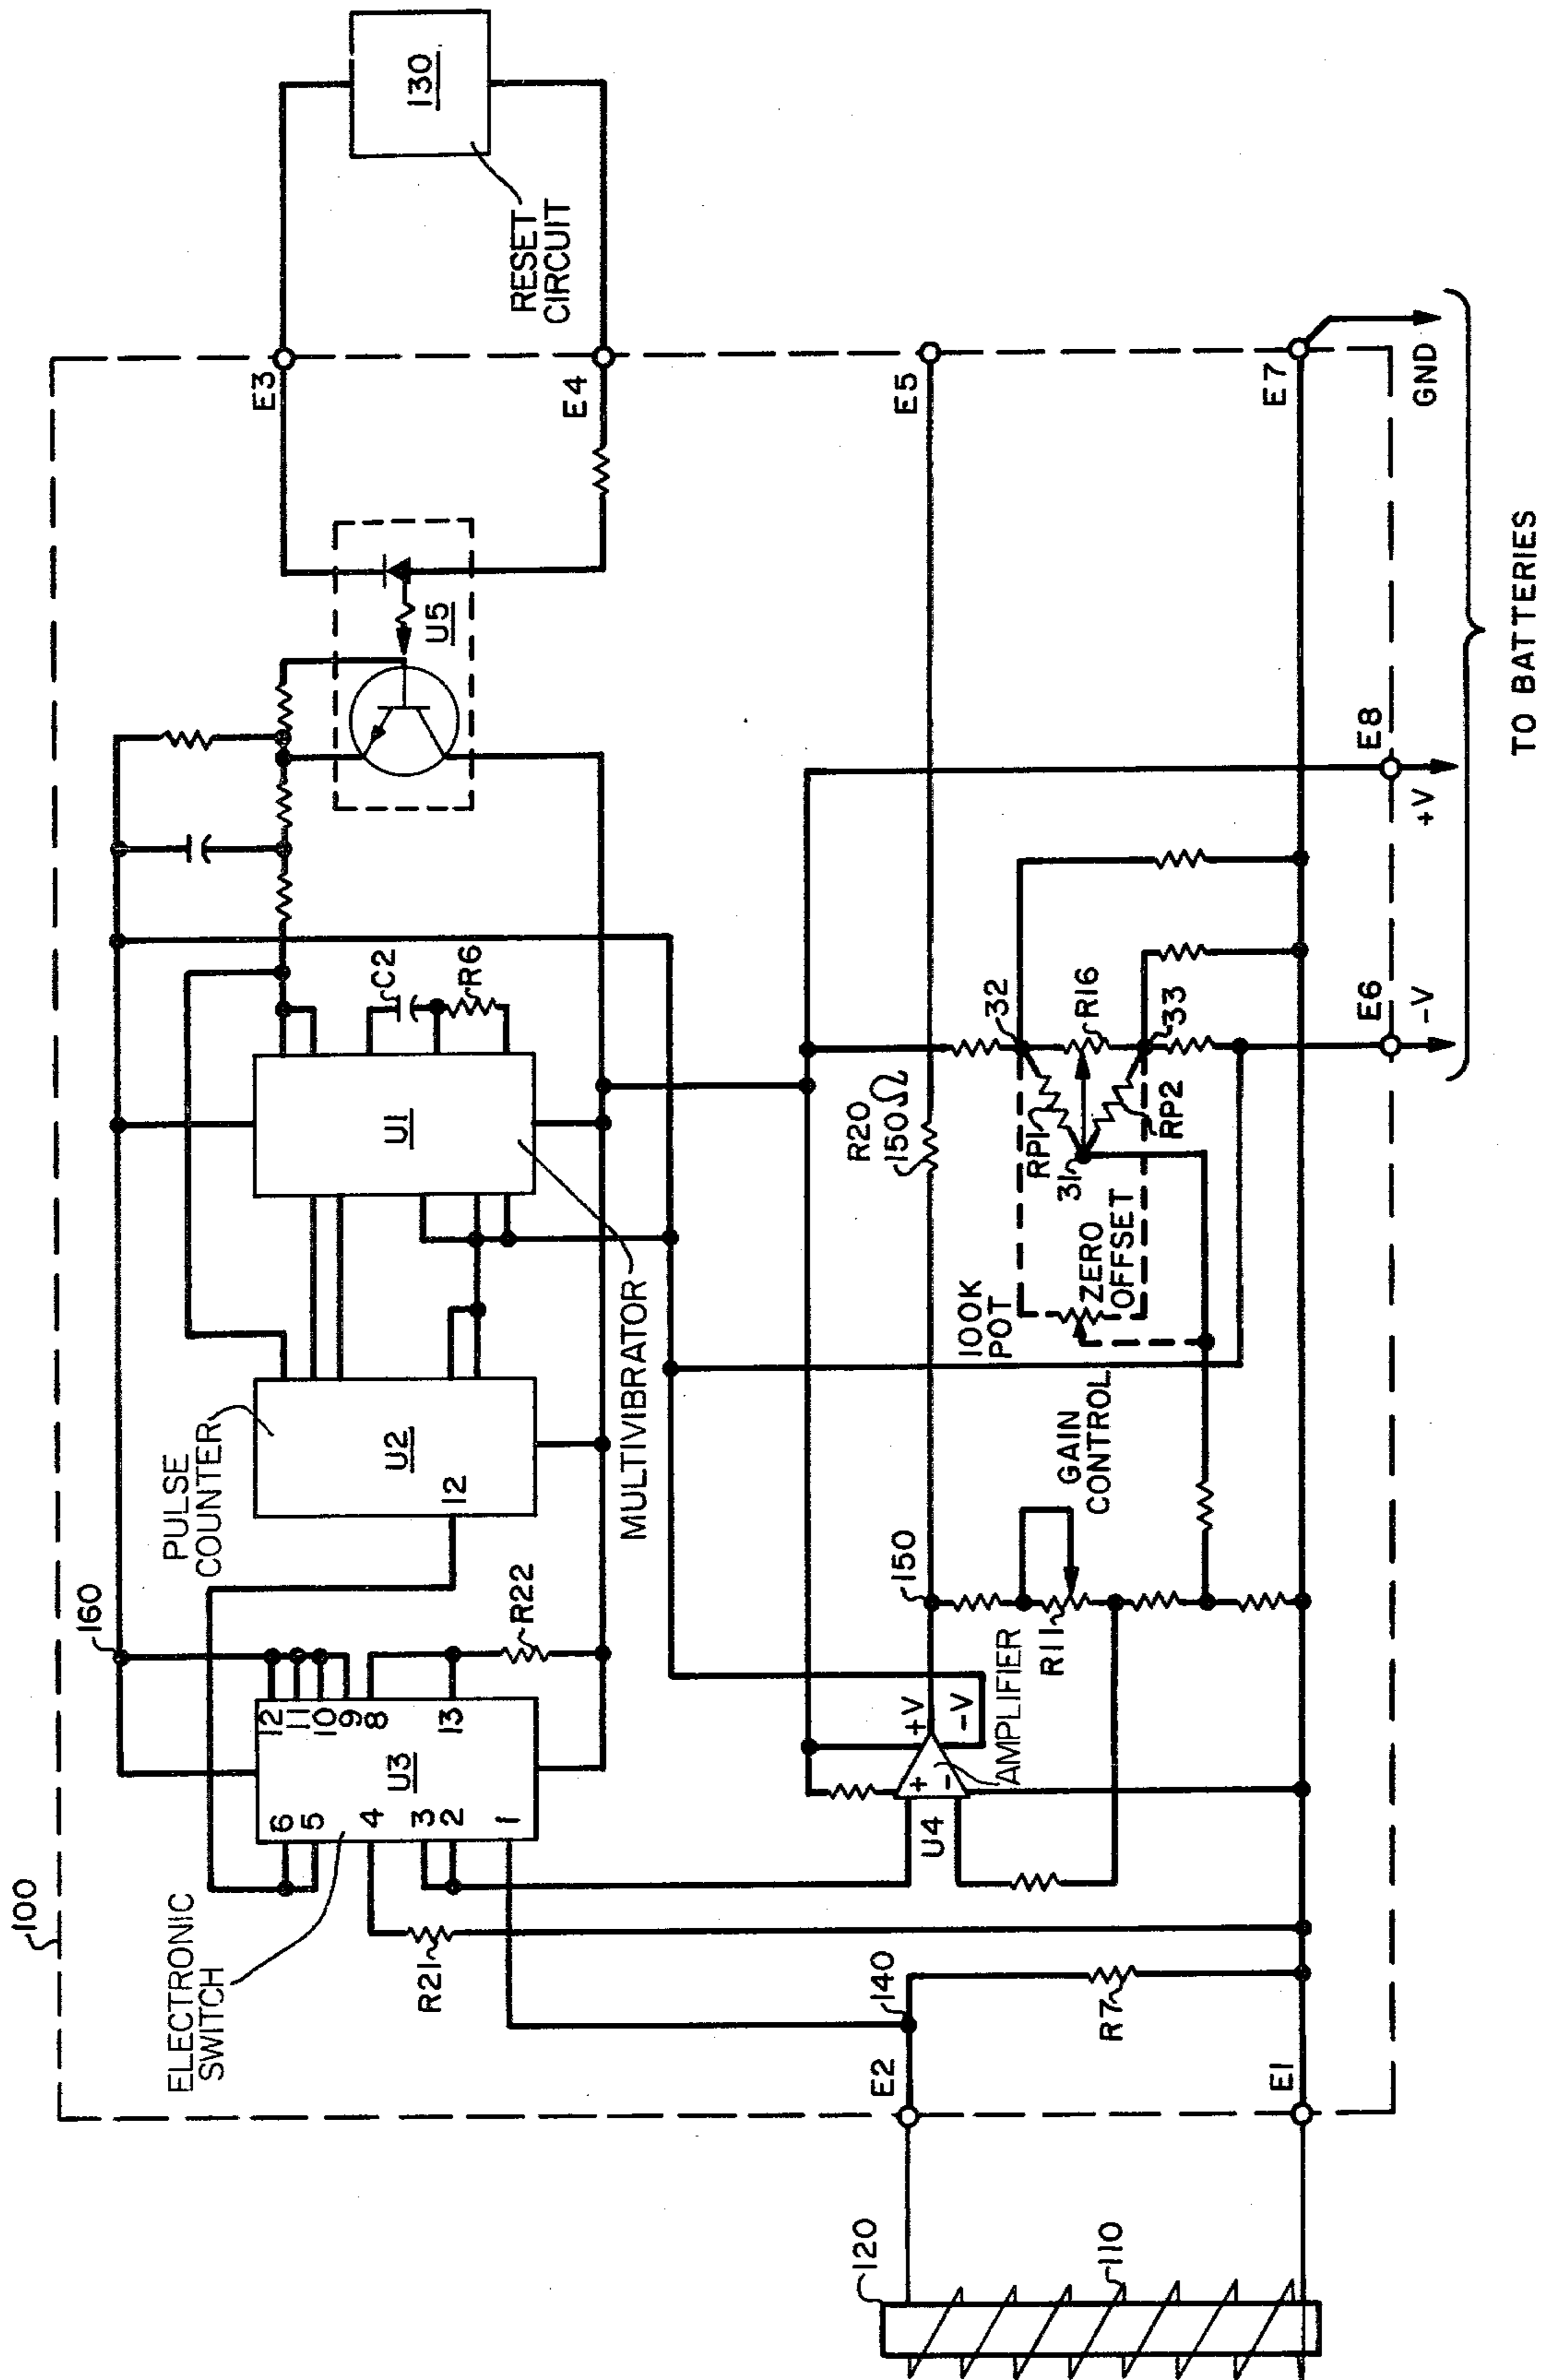 100
160
ELECTRONIC
SWITCH
6
5
4
3
2
1
U3
12
11
10
9
8
13
R21
R22
PULSE
COUNTER
U2
12
MULTIVIBRATOR
U1
C2
R6
U5
E3
E4
130
RESET
CIRCUIT
120
110
E2
E1
140
R7
U4
+
-
+V
-V
AMPLIFIER
150
R11
GAIN
CONTROL
100K
POT
ZERO
OFFSET
R20
150Ω
31
RP1
RP2
32
R16
33
E5
E7
E6
-V
E8
+V
GND
TO BATTERIES